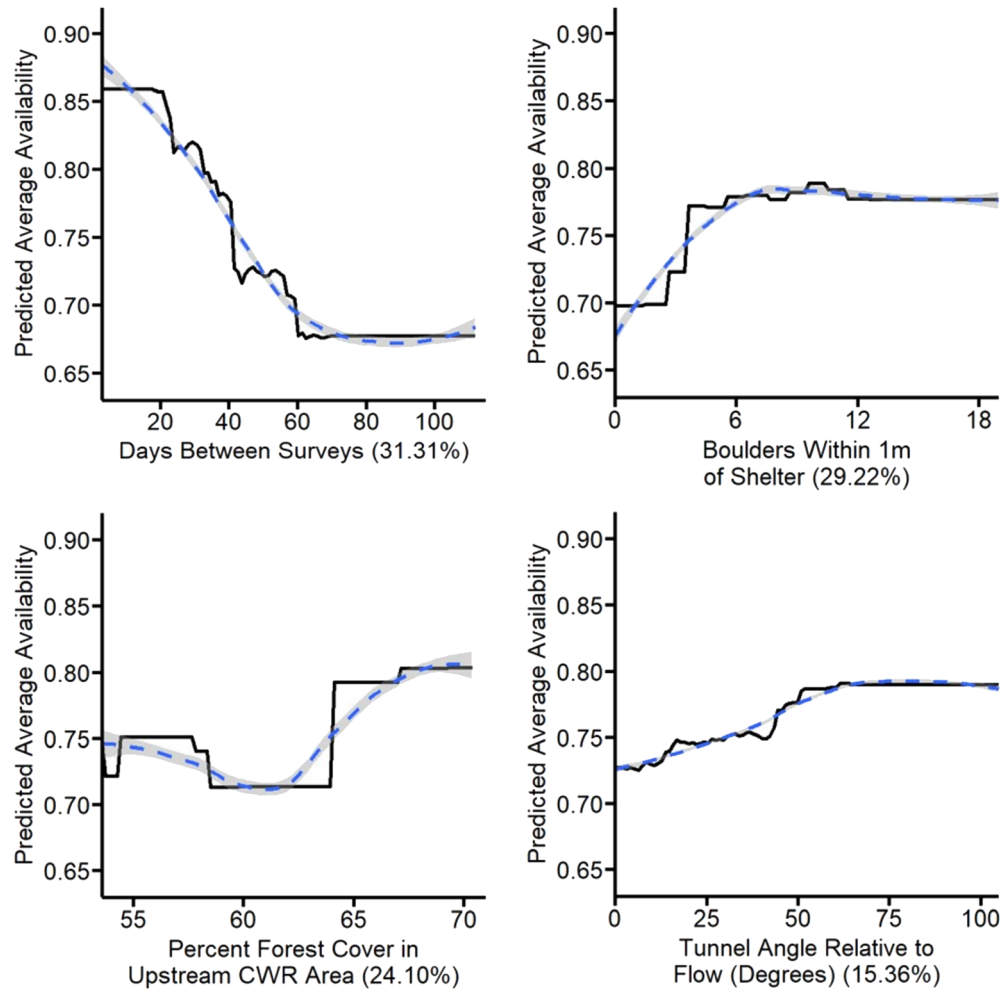 Predicted Average Availability
0.90
0.85
0.80
0.75
0.70
0.65
20 40 60 80 100
Days Between Surveys (31.31%)
Predicted Average Availability
0.90
0.85
0.80
0.75
0.70
0.65
0 6 12 18
Boulders Within 1m
of Shelter (29.22%)
Predicted Average Availability
0.90
0.85
0.80
0.75
0.70
0.65
55 60 65 70
Percent Forest Cover in
Upstream CWR Area (24.10%)
Predicted Average Availability
0.90
0.85
0.80
0.75
0.70
0.65
0 25 50 75 100
Tunnel Angle Relative to
Flow (Degrees) (15.36%)